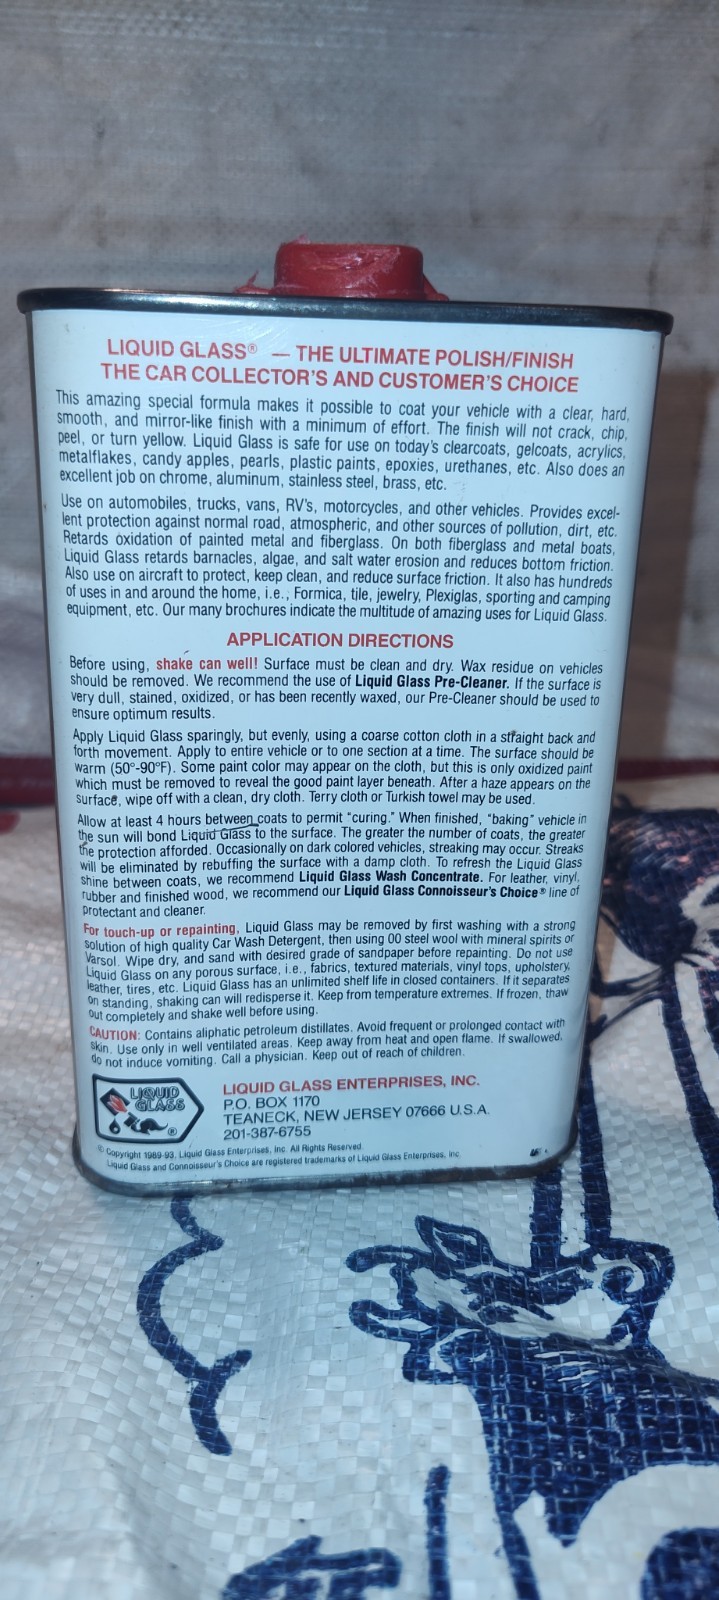 LIQUID GLASS® — THE ULTIMATE POLISH/FINISH
THE CAR COLLECTOR'S AND CUSTOMER'S CHOICE
This amazing special formula makes it possible to coat your vehicle with a clear, hard,
smooth, and mirror-like finish with a minimum of effort. The finish will not crack, chip,
peel, or turn yellow. Liquid Glass is safe for use on today's clearcoats, gelcoats, acrylics,
metalflakes, candy apples, pearls, plastic paints, epoxies, urethanes, etc. Also does an
excellent job on chrome, aluminum, stainless steel, brass, etc.
Use on automobiles, trucks, vans, RV's, motorcycles, and other vehicles. Provides excel-
lent protection against normal road, atmospheric, and other sources of pollution, dirt, etc.
Retards oxidation of painted metal and fiberglass. On both fiberglass and metal boats,
Liquid Glass retards barnacles, algae, and salt water erosion and reduces bottom friction.
Also use on aircraft to protect, keep clean, and reduce surface friction. It also has hundreds
of uses in and around the home, i.e.; Formica, tile, jewelry, Plexiglas, sporting and camping
equipment, etc. Our many brochures indicate the multitude of amazing uses for Liquid Glass.
APPLICATION DIRECTIONS
Before using, shake can well! Surface must be clean and dry. Wax residue on vehicles
should be removed. We recommend the use of Liquid Glass Pre-Cleaner. If the surface is
very dull, stained, oxidized, or has been recently waxed, our Pre-Cleaner should be used to
ensure optimum results.
Apply Liquid Glass sparingly, but evenly, using a coarse cotton cloth in a straight back and
forth movement. Apply to entire vehicle or to one section at a time. The surface should be
warm (50°-90°F). Some paint color may appear on the cloth, but this is only oxidized paint
which must be removed to reveal the good paint layer beneath. After a haze appears on the
surface, wipe off with a clean, dry cloth. Terry cloth or Turkish towel may be used.
Allow at least 4 hours between coats to permit "curing." When finished, "baking" vehicle in
the sun will bond Liquid Glass to the surface. The greater the number of coats, the greater
the protection afforded. Occasionally on dark colored vehicles, streaking may occur. Streaks
will be eliminated by rebuffing the surface with a damp cloth. To refresh the Liquid Glass
shine between coats, we recommend Liquid Glass Wash Concentrate. For leather, vinyl,
rubber and finished wood, we recommend our Liquid Glass Connoisseur's Choice® line of
protectant and cleaner.
For touch-up or repainting, Liquid Glass may be removed by first washing with a strong
solution of high quality Car Wash Detergent, then using 00 steel wool with mineral spirits or
Varsol. Wipe dry, and sand with desired grade of sandpaper before repainting. Do not use
Liquid Glass on any porous surface, i.e., fabrics, textured materials, vinyl tops, upholstery,
leather, tires, etc. Liquid Glass has an unlimited shelf life in closed containers. If it separates
on standing, shaking can will redisperse it. Keep from temperature extremes. If frozen, thaw
out completely and shake well before using.
CAUTION: Contains aliphatic petroleum distillates. Avoid frequent or prolonged contact with
skin. Use only in well ventilated areas. Keep away from heat and open flame. If swallowed,
do not induce vomiting. Call a physician. Keep out of reach of children.
LIQUID
GLASS
®
LIQUID GLASS ENTERPRISES, INC.
P.O. BOX 1170
TEANECK, NEW JERSEY 07666 U.S.A.
201-387-6755
© Copyright 1989-93, Liquid Glass Enterprises, Inc. All Rights Reserved
Liquid Glass and Connoisseur's Choice are registered trademarks of Liquid Glass Enterprises, Inc.